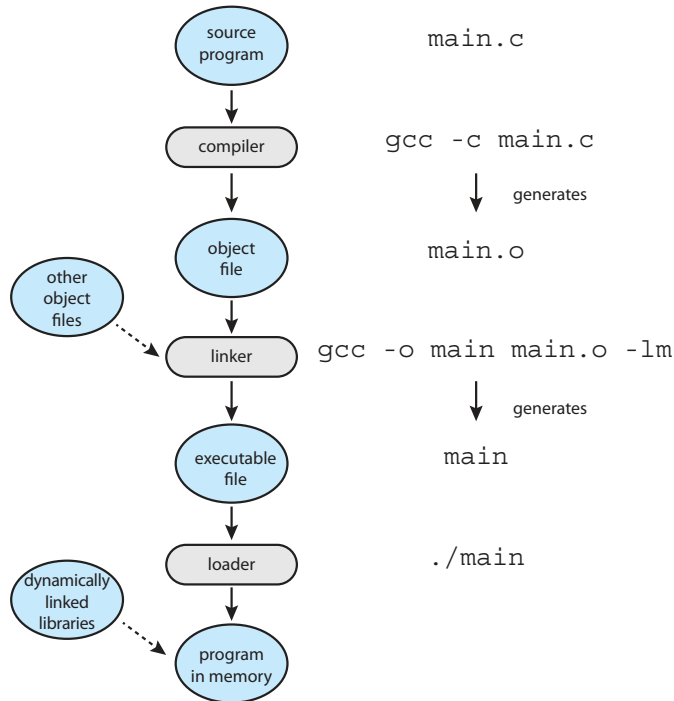 source
program
main.c
compiler
gcc -c main.c
generates
object
file
main.o
other
object
files
linker
gcc -o main main.o -lm
generates
executable
file
main
loader
./main
dynamically
linked
libraries
program
in memory